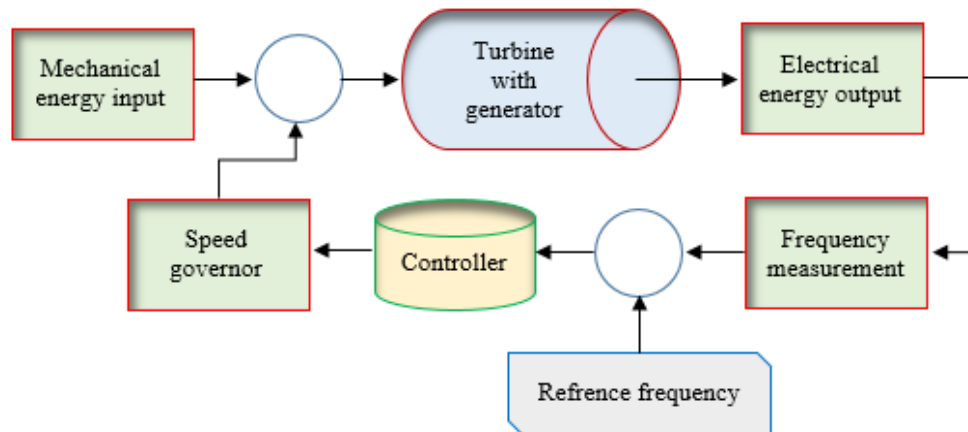 Mechanical
energy input
Turbine
with
generator
Electrical
energy output
Speed
governor
Controller
Frequency
measurement
Refrence frequency